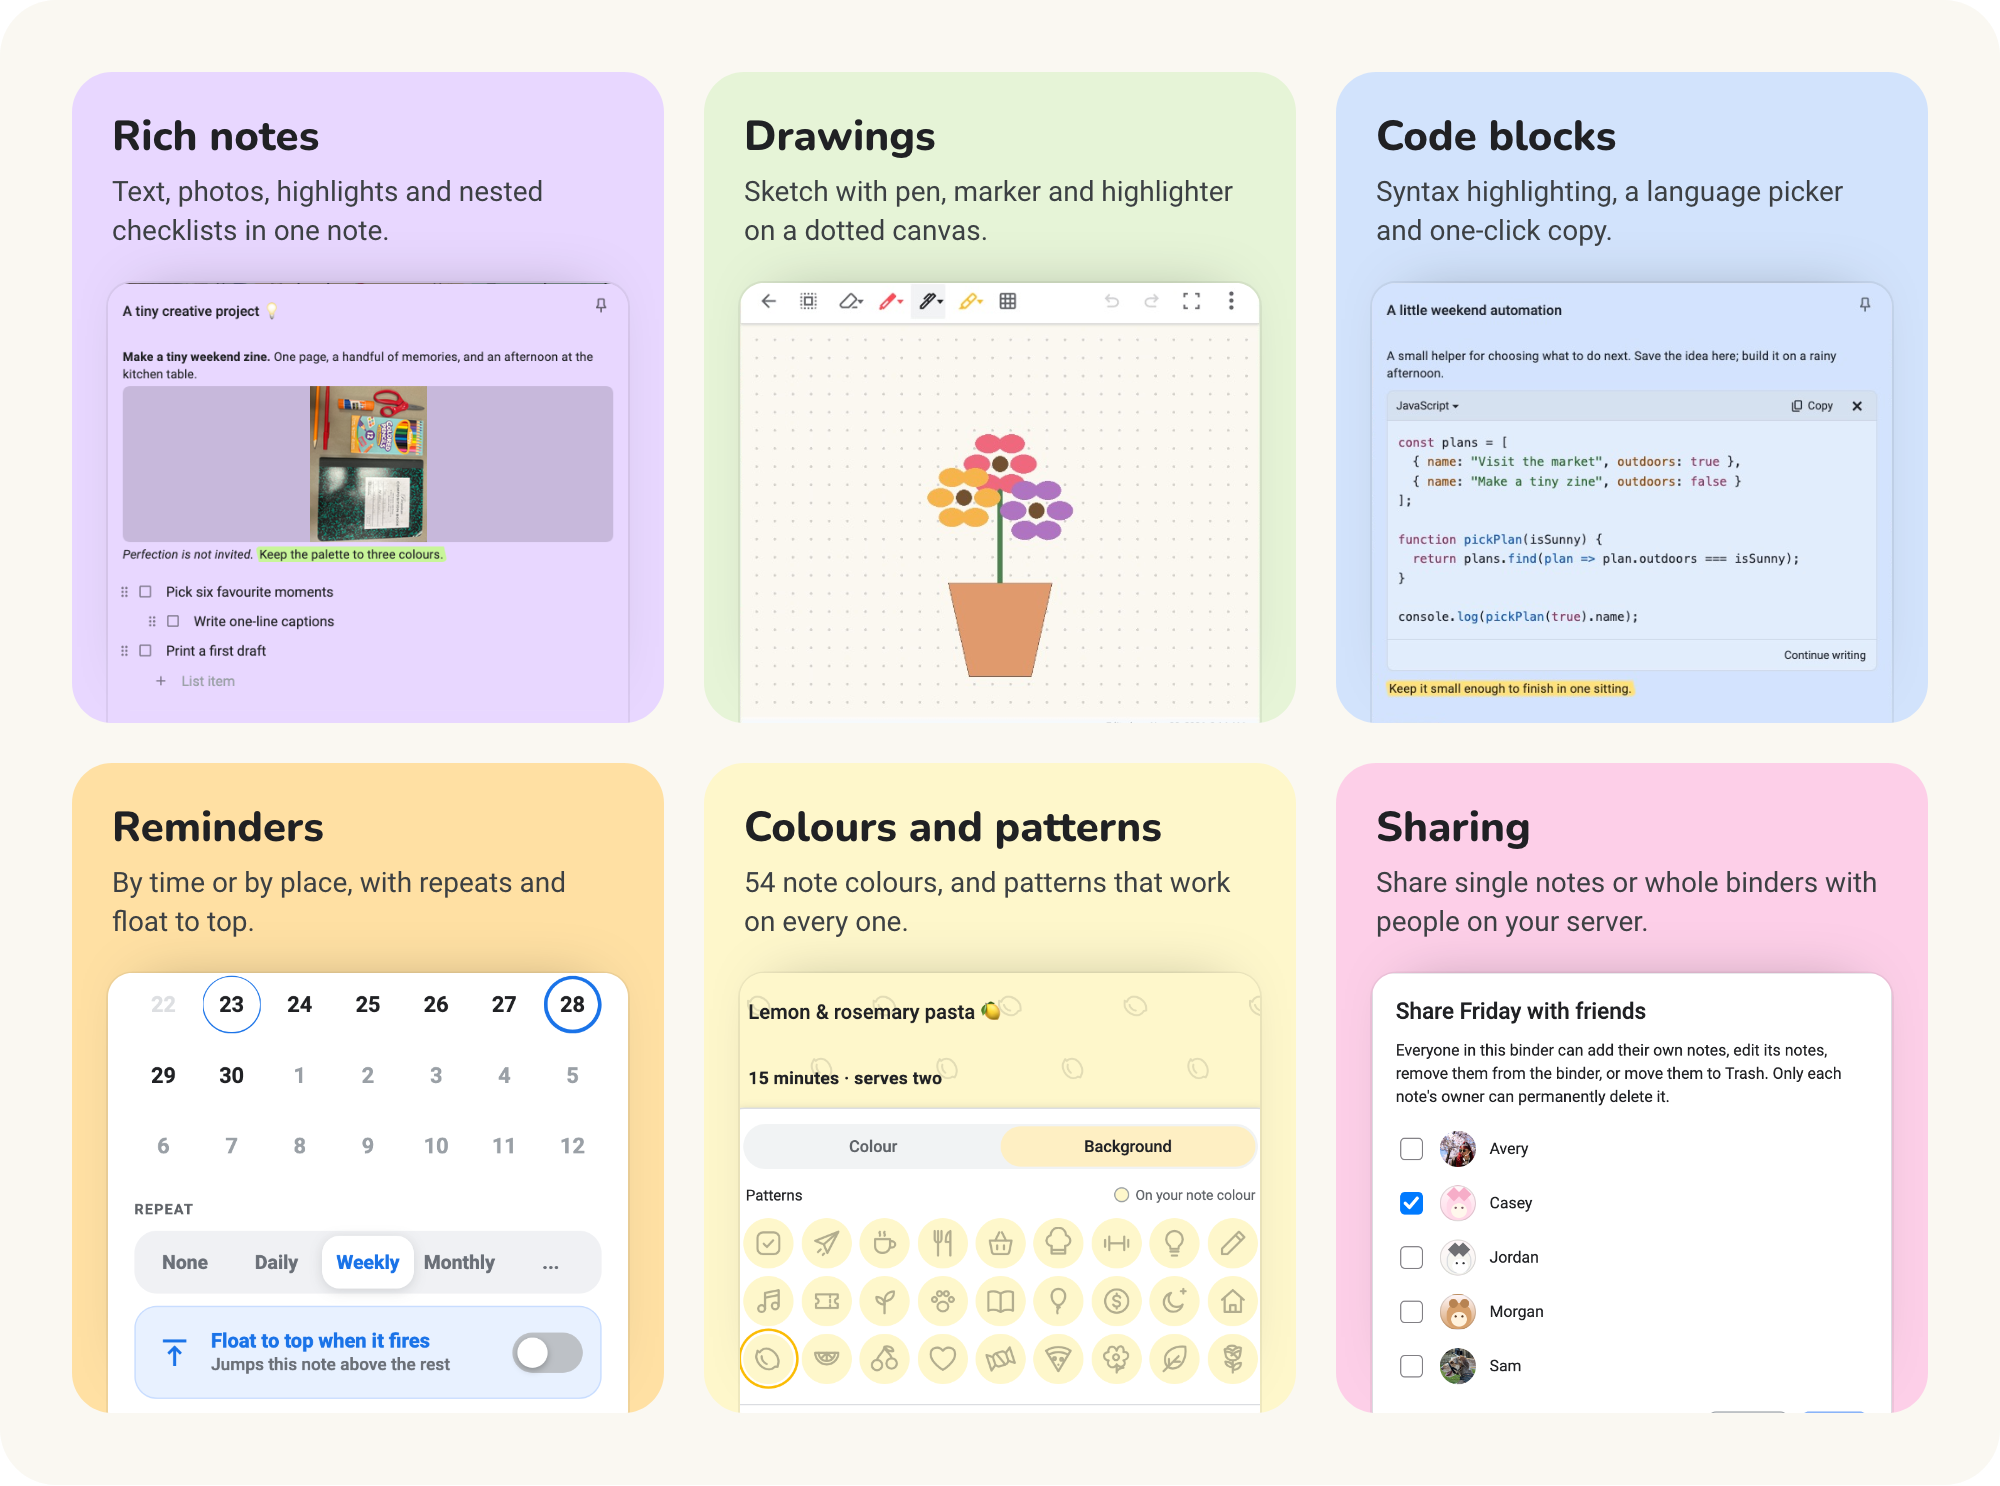 Rich notes
Text, photos, highlights and nested
checklists in one note.
A tiny creative project 💡
Make a tiny weekend zine. One page, a handful of memories, and an afternoon at the
kitchen table.
Perfection is not invited. Keep the palette to three colours.
Pick six favourite moments
Write one-line captions
Print a first draft
+ List item
Drawings
Sketch with pen, marker and highlighter
on a dotted canvas.
Code blocks
Syntax highlighting, a language picker
and one-click copy.
A little weekend automation
A small helper for choosing what to do next. Save the idea here; build it on a rainy
afternoon.
JavaScript Copy
const plans = [
{ name: "Visit the market", outdoors: true },
{ name: "Make a tiny zine", outdoors: false }
];
function pickPlan(isSunny) {
return plans.find(plan => plan.outdoors === isSunny);
}
console.log(pickPlan(true).name);
Continue writing
Keep it small enough to finish in one sitting.
Reminders
By time or by place, with repeats and
float to top.
22 23 24 25 26 27 28
29 30 1 2 3 4 5
6 7 8 9 10 11 12
REPEAT
None Daily Weekly Monthly ...
Float to top when it fires
Jumps this note above the rest
Colours and patterns
54 note colours, and patterns that work
on every one.
Lemon & rosemary pasta 🍋
15 minutes · serves two
Colour Background
Patterns On your note colour
Sharing
Share single notes or whole binders with
people on your server.
Share Friday with friends
Everyone in this binder can add their own notes, edit its notes,
remove them from the binder, or move them to Trash. Only each
note's owner can permanently delete it.
Avery
Casey
Jordan
Morgan
Sam